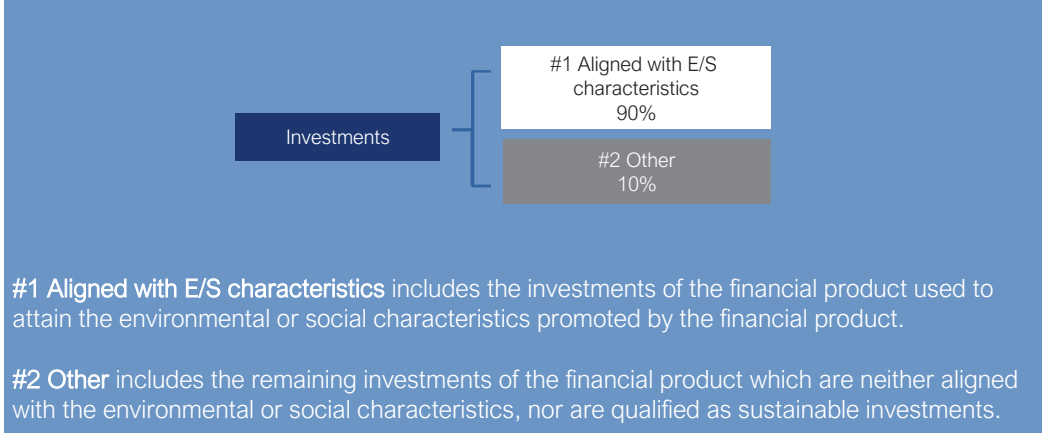 #1 Aligned with E/S
characteristics
90%
Investments
#2 Other
10%
#1 Aligned with E/S characteristics includes the investments of the financial product used to
attain the environmental or social characteristics promoted by the financial product.
#2 Other includes the remaining investments of the financial product which are neither aligned
with the environmental or social characteristics, nor are qualified as sustainable investments.